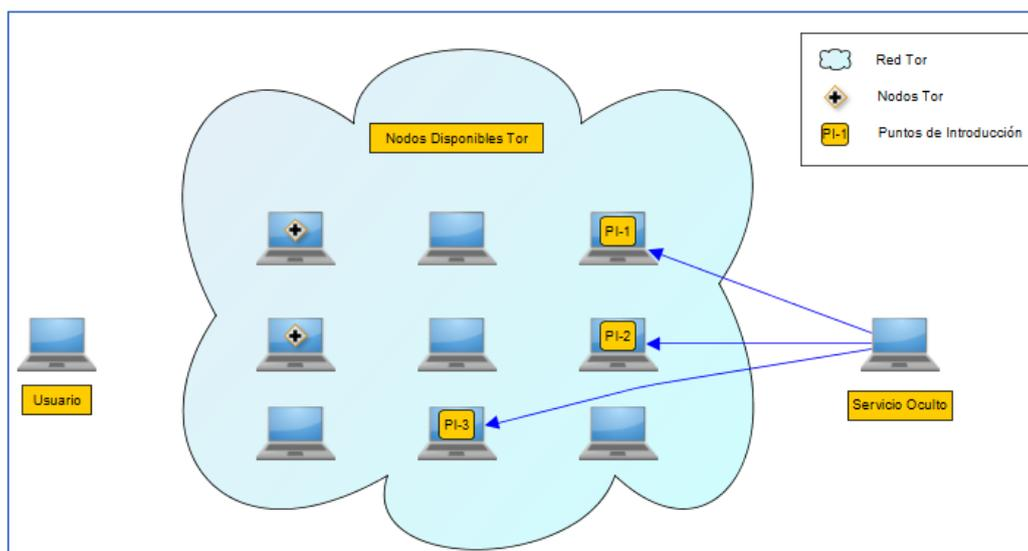 Red Tor
Nodos Tor
PI-1
Puntos de Introducción
Nodos Disponibles Tor
PI-1
PI-2
Usuario
Servicio Oculto
PI-3